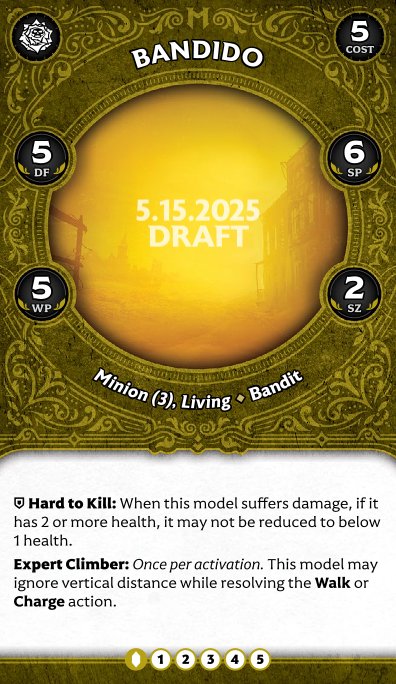 BANDIDO
5
COST
5
DF
6
SP
5.15.2025
DRAFT
5
WP
2
SZ
Minion (3), Living ⬩ Bandit
Hard to Kill: When this model suffers damage, if it
has 2 or more health, it may not be reduced to below
1 health.
Expert Climber: Once per activation. This model may
ignore vertical distance while resolving the Walk or
Charge action.
1 2 3 4 5